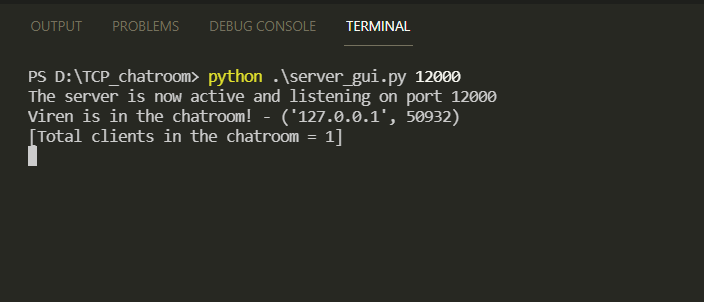 OUTPUT PROBLEMS DEBUG CONSOLE TERMINAL
PS D:\TCP_chatroom> python .\server_gui.py 12000
The server is now active and listening on port 12000
Viren is in the chatroom! - ('127.0.0.1', 50932)
[Total clients in the chatroom = 1]